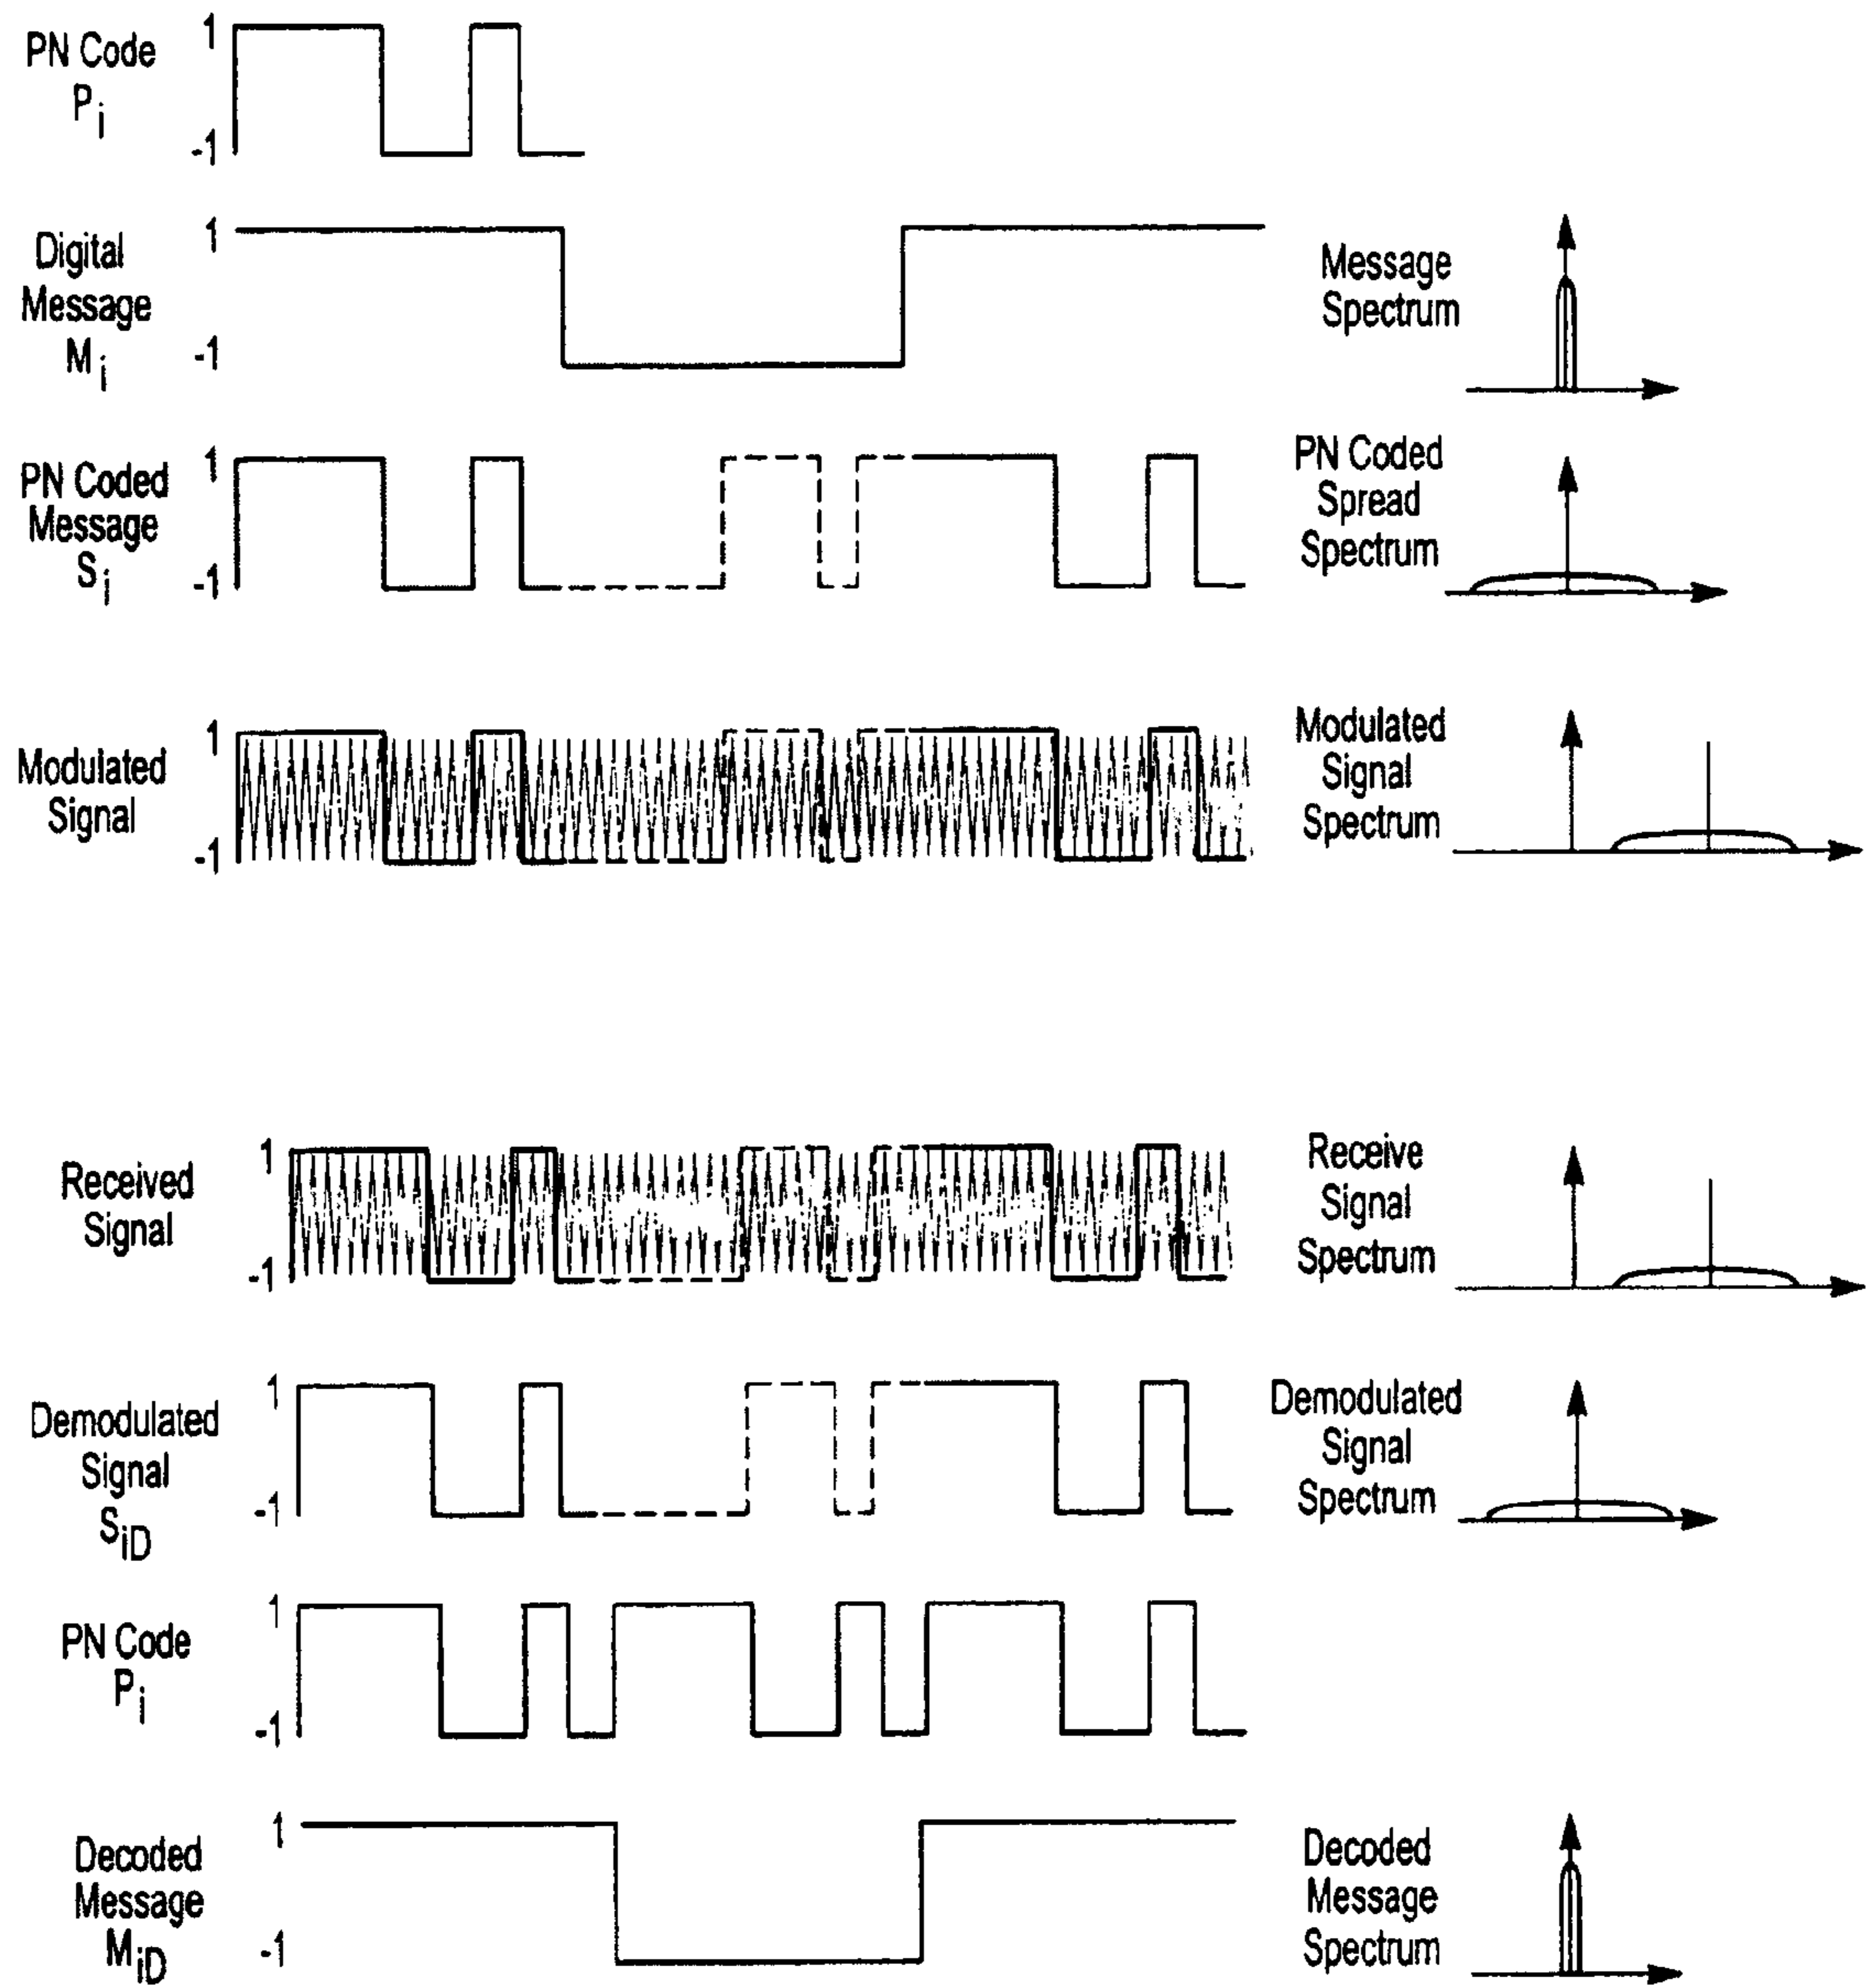 PN Code
Pi
1
-1
Digital
Message
Mi
1
-1
Message
Spectrum
PN Coded
Message
Si
1
-1
PN Coded
Spread
Spectrum
Modulated
Signal
1
-1
Modulated
Signal
Spectrum
Received
Signal
1
-1
Receive
Signal
Spectrum
Demodulated
Signal
SiD
1
-1
Demodulated
Signal
Spectrum
PN Code
Pi
1
-1
Decoded
Message
MiD
1
-1
Decoded
Message
Spectrum